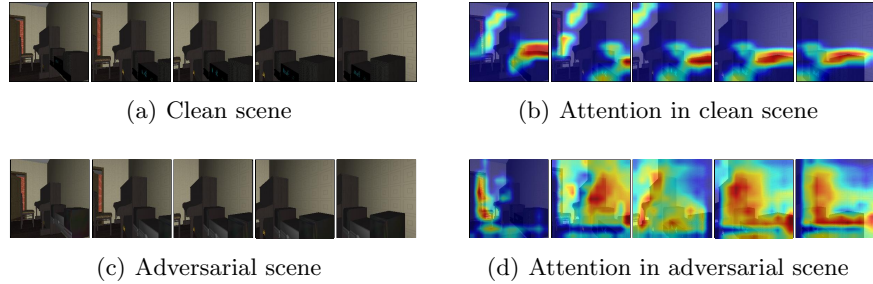 (a) Clean scene
(b) Attention in clean scene
(c) Adversarial scene
(d) Attention in adversarial scene